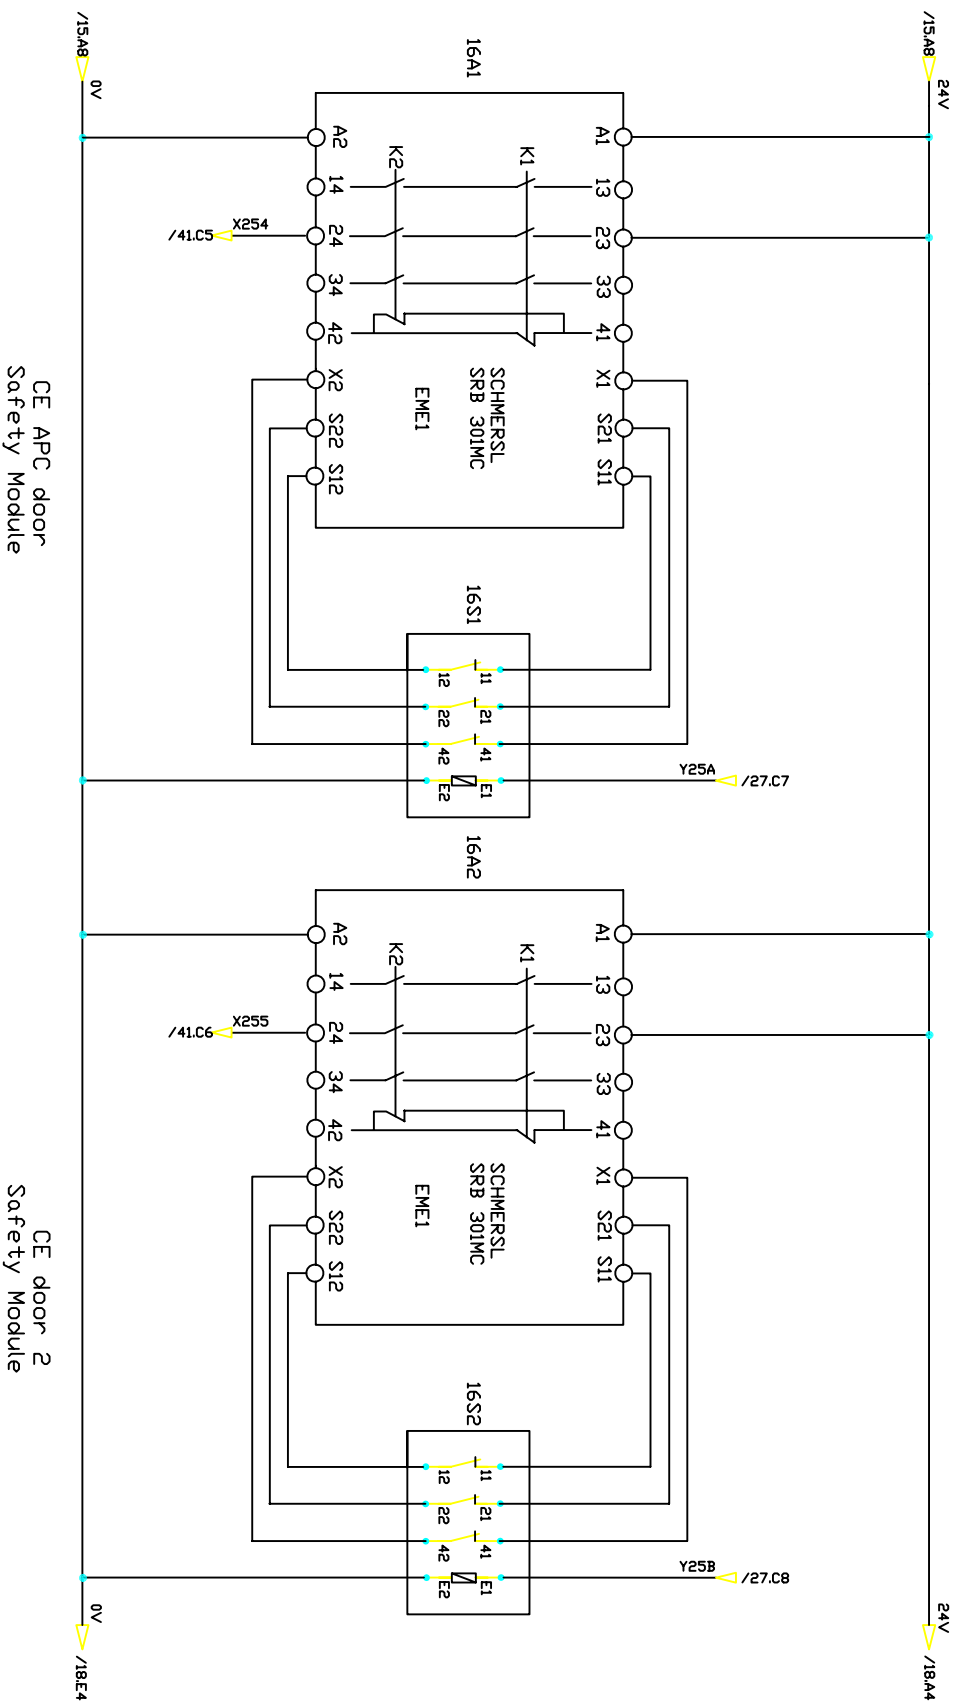 /15.A8
24V
24V
/18.A4
16A1
A1
13
23
33
41
X1
S21
S11
K1
K2
SCHMERSL
SRB 301MC
EME1
A2
14
24
34
42
X2
S22
S12
X254
/41.C5
16S1
11
21
41
E1
12
22
42
E2
Y25A
/27.C7
16A2
A1
13
23
33
41
X1
S21
S11
K1
K2
SCHMERSL
SRB 301MC
EME1
A2
14
24
34
42
X2
S22
S12
X255
/41.C6
16S2
11
21
41
E1
12
22
42
E2
Y25B
/27.C8
/15.A8
0V
0V
/18.E4
CE APC door
Safety Module
CE door 2
Safety Module